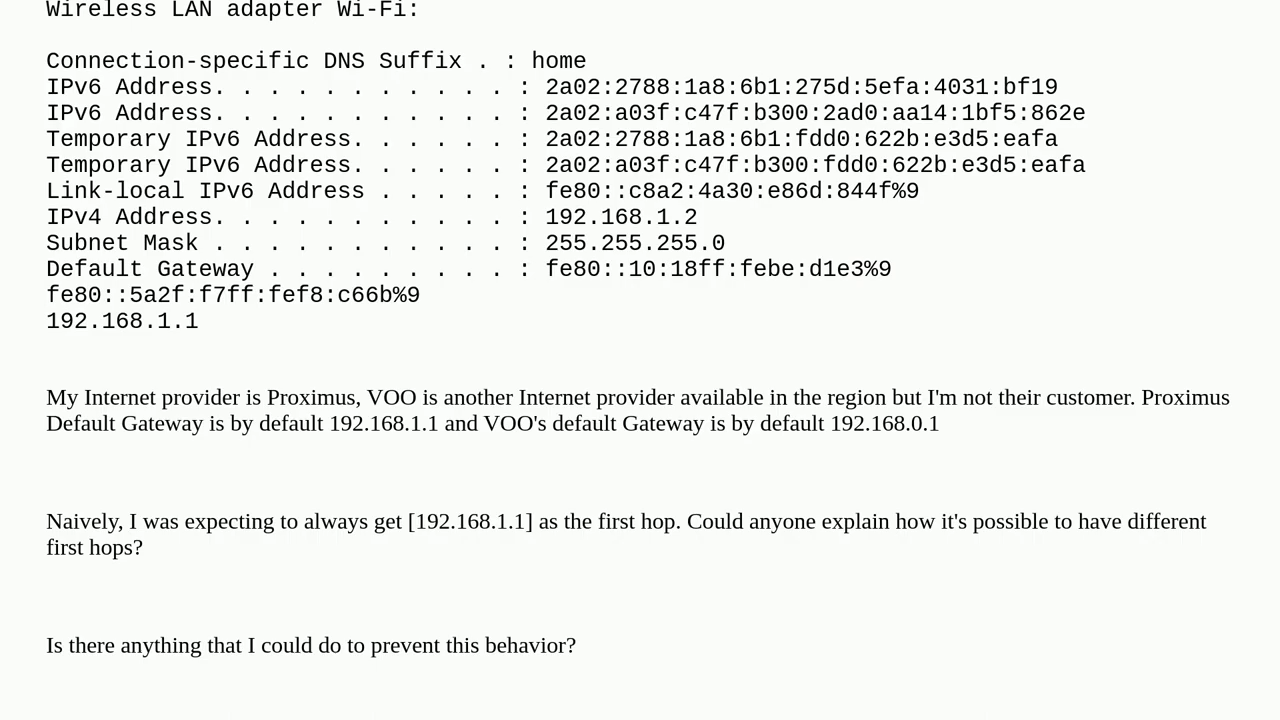 Wireless LAN adapter Wi-Fi:
Connection-specific DNS Suffix . : home
IPv6 Address. . . . . . . . . . . : 2a02:2788:1a8:6b1:275d:5efa:4031:bf19
IPv6 Address. . . . . . . . . . . : 2a02:a03f:c47f:b300:2ad0:aa14:1bf5:862e
Temporary IPv6 Address. . . . . . : 2a02:2788:1a8:6b1:fdd0:622b:e3d5:eafa
Temporary IPv6 Address. . . . . . : 2a02:a03f:c47f:b300:fdd0:622b:e3d5:eafa
Link-local IPv6 Address . . . . . : fe80::c8a2:4a30:e86d:844f%9
IPv4 Address. . . . . . . . . . . : 192.168.1.2
Subnet Mask . . . . . . . . . . . : 255.255.255.0
Default Gateway . . . . . . . . . : fe80::10:18ff:febe:d1e3%9
fe80::5a2f:f7ff:fef8:c66b%9
192.168.1.1
My Internet provider is Proximus, VOO is another Internet provider available in the region but I'm not their customer. Proximus
Default Gateway is by default 192.168.1.1 and VOO's default Gateway is by default 192.168.0.1
Naively, I was expecting to always get [192.168.1.1] as the first hop. Could anyone explain how it's possible to have different
first hops?
Is there anything that I could do to prevent this behavior?